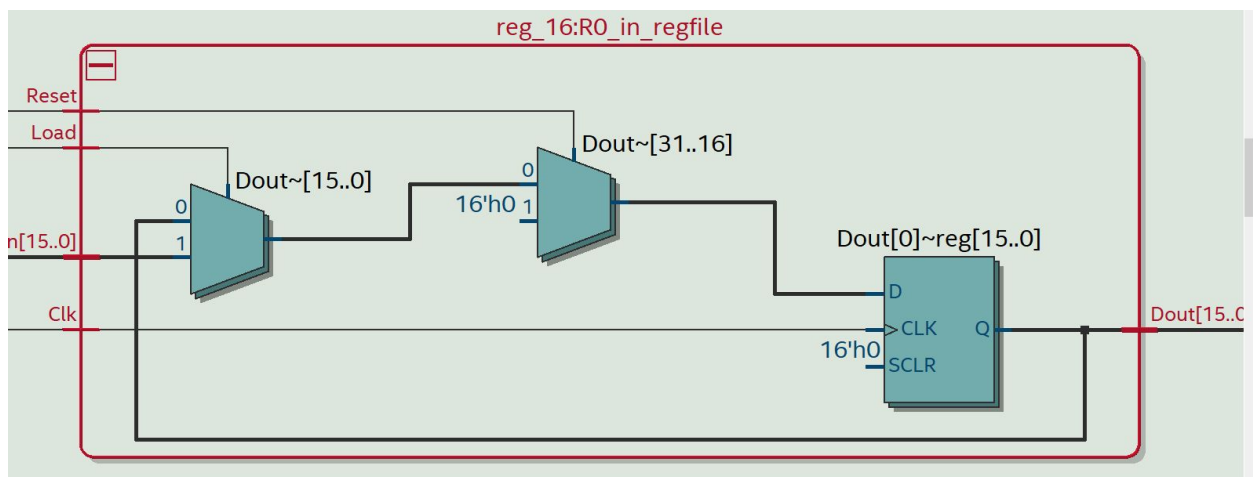 reg_16:R0_in_regfile
Reset
Load
Dout~[31..16]
Dout~[15..0]
0
16'h0 1
0
n[15..0]
1
Dout[0]~reg[15..0]
D
Clk
CLK
Q
Dout[15..0
16'h0
SCLR